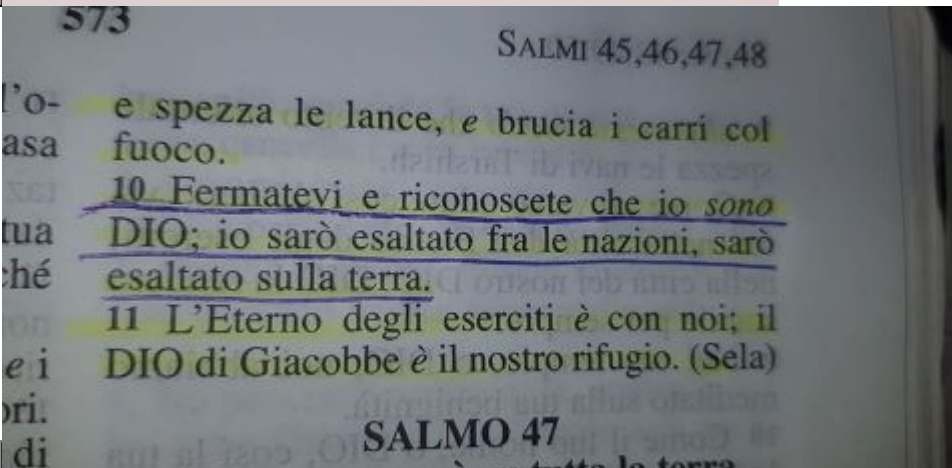 573
SALMI 45,46,47,48
l'o-
asa
tua
ché
e i
ori.
di
e spezza le lance, e brucia i carri col
fuoco.
10 Fermatevi e riconoscete che io sono
DIO; io sarò esaltato fra le nazioni, sarò
esaltato sulla terra.
11 L'Eterno degli eserciti è con noi; il
DIO di Giacobbe è il nostro rifugio. (Sela)
SALMO 47